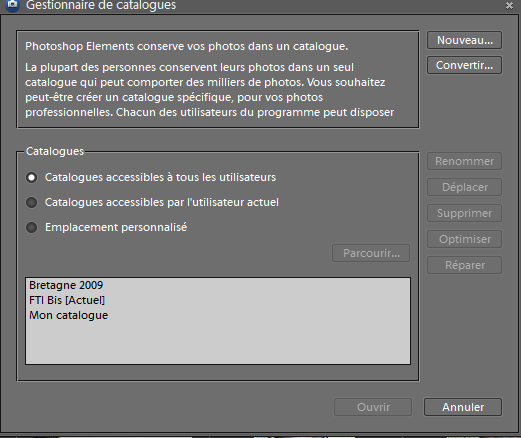 Gestionnaire de catalogues
Photoshop Elements conserve vos photos dans un catalogue.
La plupart des personnes conservent leurs photos dans un seul
catalogue qui peut comporter des milliers de photos. Vous souhaitez
peut-être créer un catalogue spécifique, pour vos photos
professionnelles. Chacun des utilisateurs du programme peut disposer
Nouveau...
Convertir...
Catalogues
Catalogues accessibles à tous les utilisateurs
Catalogues accessibles par l'utilisateur actuel
Emplacement personnalisé
Parcourir...
Renommer
Déplacer
Supprimer
Optimiser
Réparer
Bretagne 2009
FTI Bis [Actuel]
Mon catalogue
Ouvrir
Annuler